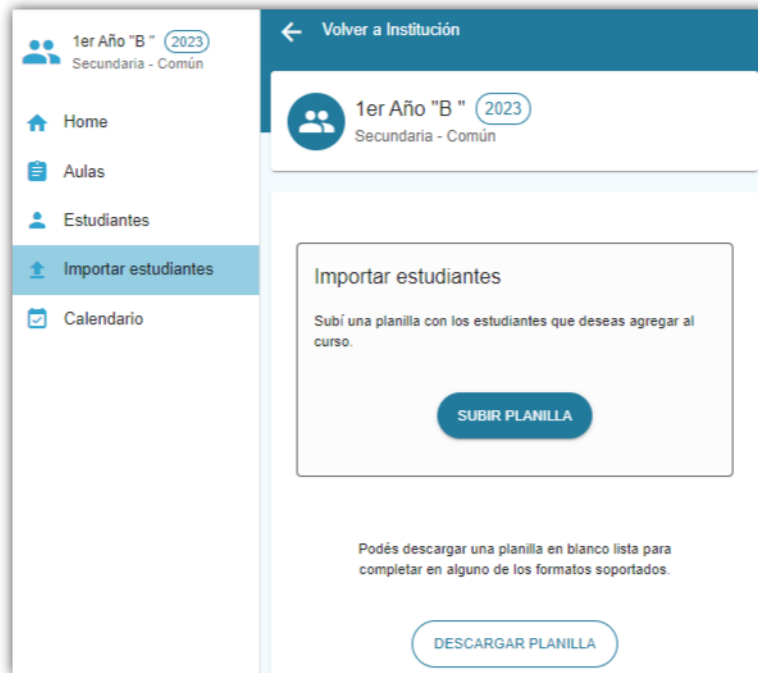 1er Año "B " 2023
Secundaria - Común
Home
Aulas
Estudiantes
Importar estudiantes
Calendario
Volver a Institución
1er Año "B " 2023
Secundaria - Común
Importar estudiantes
Subí una planilla con los estudiantes que deseas agregar al
curso.
SUBIR PLANILLA
Podés descargar una planilla en blanco lista para
completar en alguno de los formatos soportados.
DESCARGAR PLANILLA